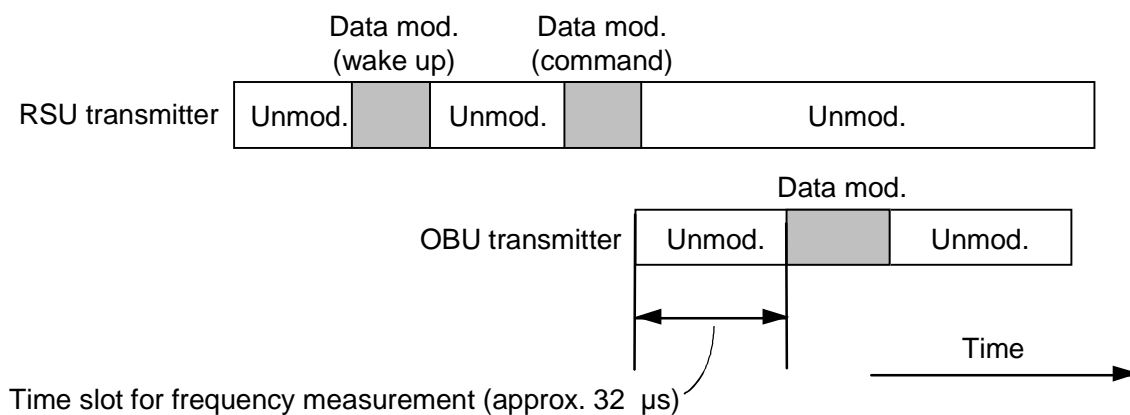 Data mod.
(wake up)
Data mod.
(command)
RSU transmitter
Unmod.
Unmod.
Unmod.
Data mod.
OBU transmitter
Unmod.
Unmod.
Time
Time slot for frequency measurement (approx. 32 µs)